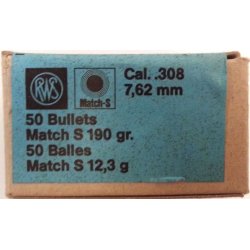 RWS
Match-S
Cal. .308
7,62 mm
50 Bullets
Match S 190 gr.
50 Balles
Match S 12,3 g